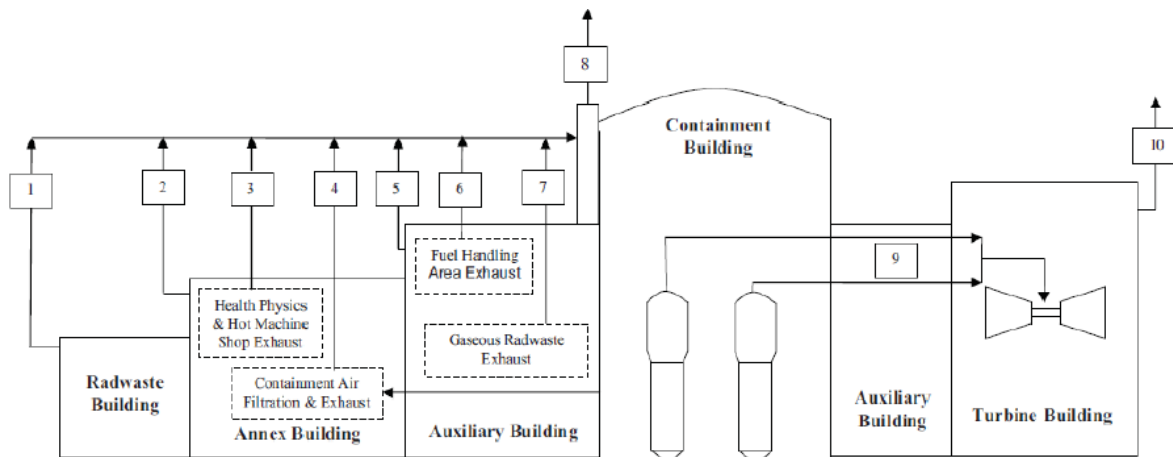 8
Containment
Building
10
1
2
3
4
5
6
7
Fuel Handling
Area Exhaust
9
Health Physics
& Hot Machine
Shop Exhaust
Gaseous Radwaste
Exhaust
Radwaste
Building
Containment Air
Filtration & Exhaust
Annex Building
Auxiliary Building
Auxiliary
Building
Turbine Building